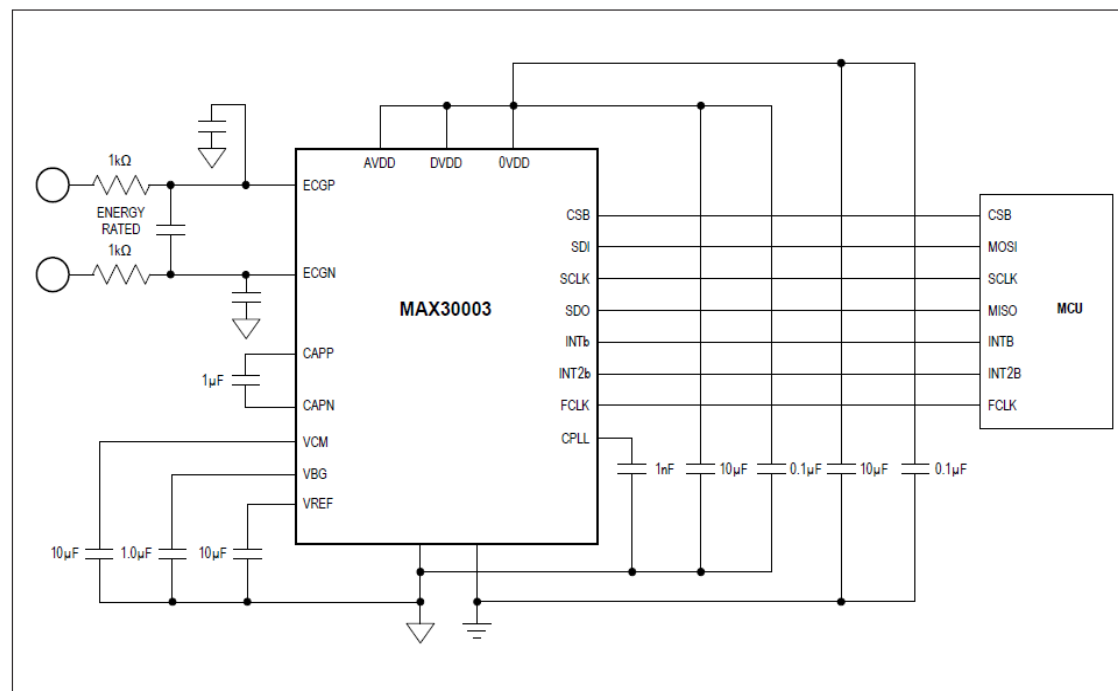 AVDD DVDD 0VDD
1kΩ
ECGP
ENERGY
RATED
1kΩ
ECGN
MAX30003
CAPP
1µF
CAPN
VCM
VBG
VREF
10µF 1.0µF 10µF
CSB
SDI
SCLK
SDO
INTb
INT2b
FCLK
CPLL
1nF 10µF 0.1µF 10µF 0.1µF
CSB
MOSI
SCLK
MISO
INTB
INT2B
FCLK
MCU